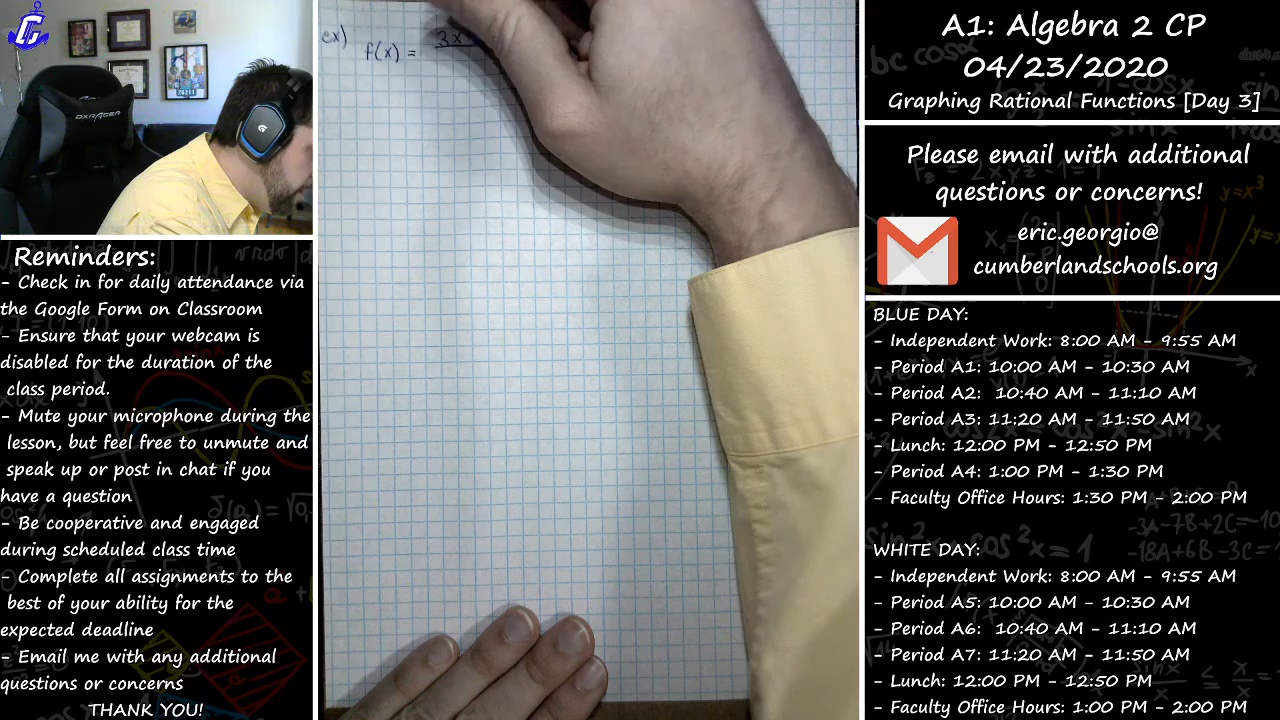 C
DXRACER
G
26.2!!
Reminders:
- Check in for daily attendance via
the Google Form on Classroom
- Ensure that your webcam is
disabled for the duration of the
class period.
- Mute your microphone during the
lesson, but feel free to unmute and
speak up or post in chat if you
have a question
- Be cooperative and engaged
during scheduled class time
- Complete all assignments to the
best of your ability for the
expected deadline
- Email me with any additional
questions or concerns
THANK YOU!
ex) f(x) = 3x
A1: Algebra 2 CP
04/23/2020
Graphing Rational Functions [Day 3]
Please email with additional
questions or concerns!
eric.georgio@
cumberlandschools.org
BLUE DAY:
- Independent Work: 8:00 AM - 9:55 AM
- Period A1: 10:00 AM - 10:30 AM
- Period A2: 10:40 AM - 11:10 AM
- Period A3: 11:20 AM - 11:50 AM
- Lunch: 12:00 PM - 12:50 PM
- Period A4: 1:00 PM - 1:30 PM
- Faculty Office Hours: 1:30 PM - 2:00 PM
WHITE DAY:
- Independent Work: 8:00 AM - 9:55 AM
- Period A5: 10:00 AM - 10:30 AM
- Period A6: 10:40 AM - 11:10 AM
- Period A7: 11:20 AM - 11:50 AM
- Lunch: 12:00 PM - 12:50 PM
- Faculty Office Hours: 1:00 PM - 2:00 PM